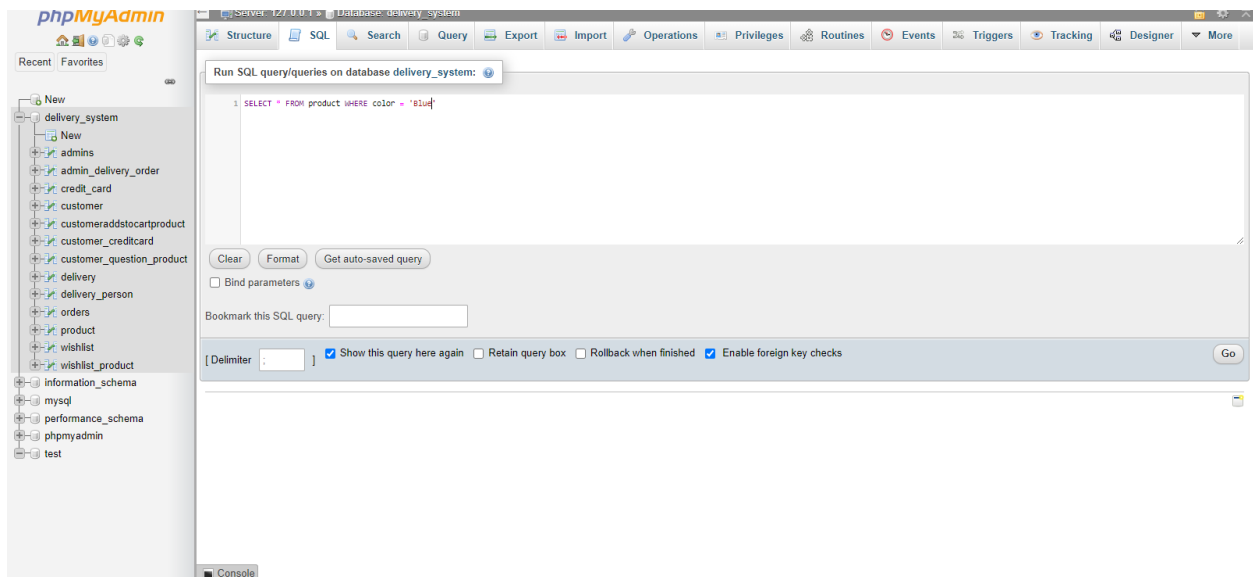 phpMyAdmin
Server: 127.0.0.1 » Database: delivery_system
Structure SQL Search Query Export Import Operations Privileges Routines Events Triggers Tracking Designer More
Recent Favorites
New
delivery_system
New
admins
admin_delivery_order
credit_card
customer
customeraddstocartproduct
customer_creditcard
customer_question_product
delivery
delivery_person
orders
product
wishlist
wishlist_product
information_schema
mysql
performance_schema
phpmyadmin
test
Run SQL query/queries on database delivery_system:
1 SELECT * FROM product WHERE color = 'Blue'
Clear Format Get auto-saved query
Bind parameters
Bookmark this SQL query:
[ Delimiter ; ] Show this query here again Retain query box Rollback when finished Enable foreign key checks Go
Console